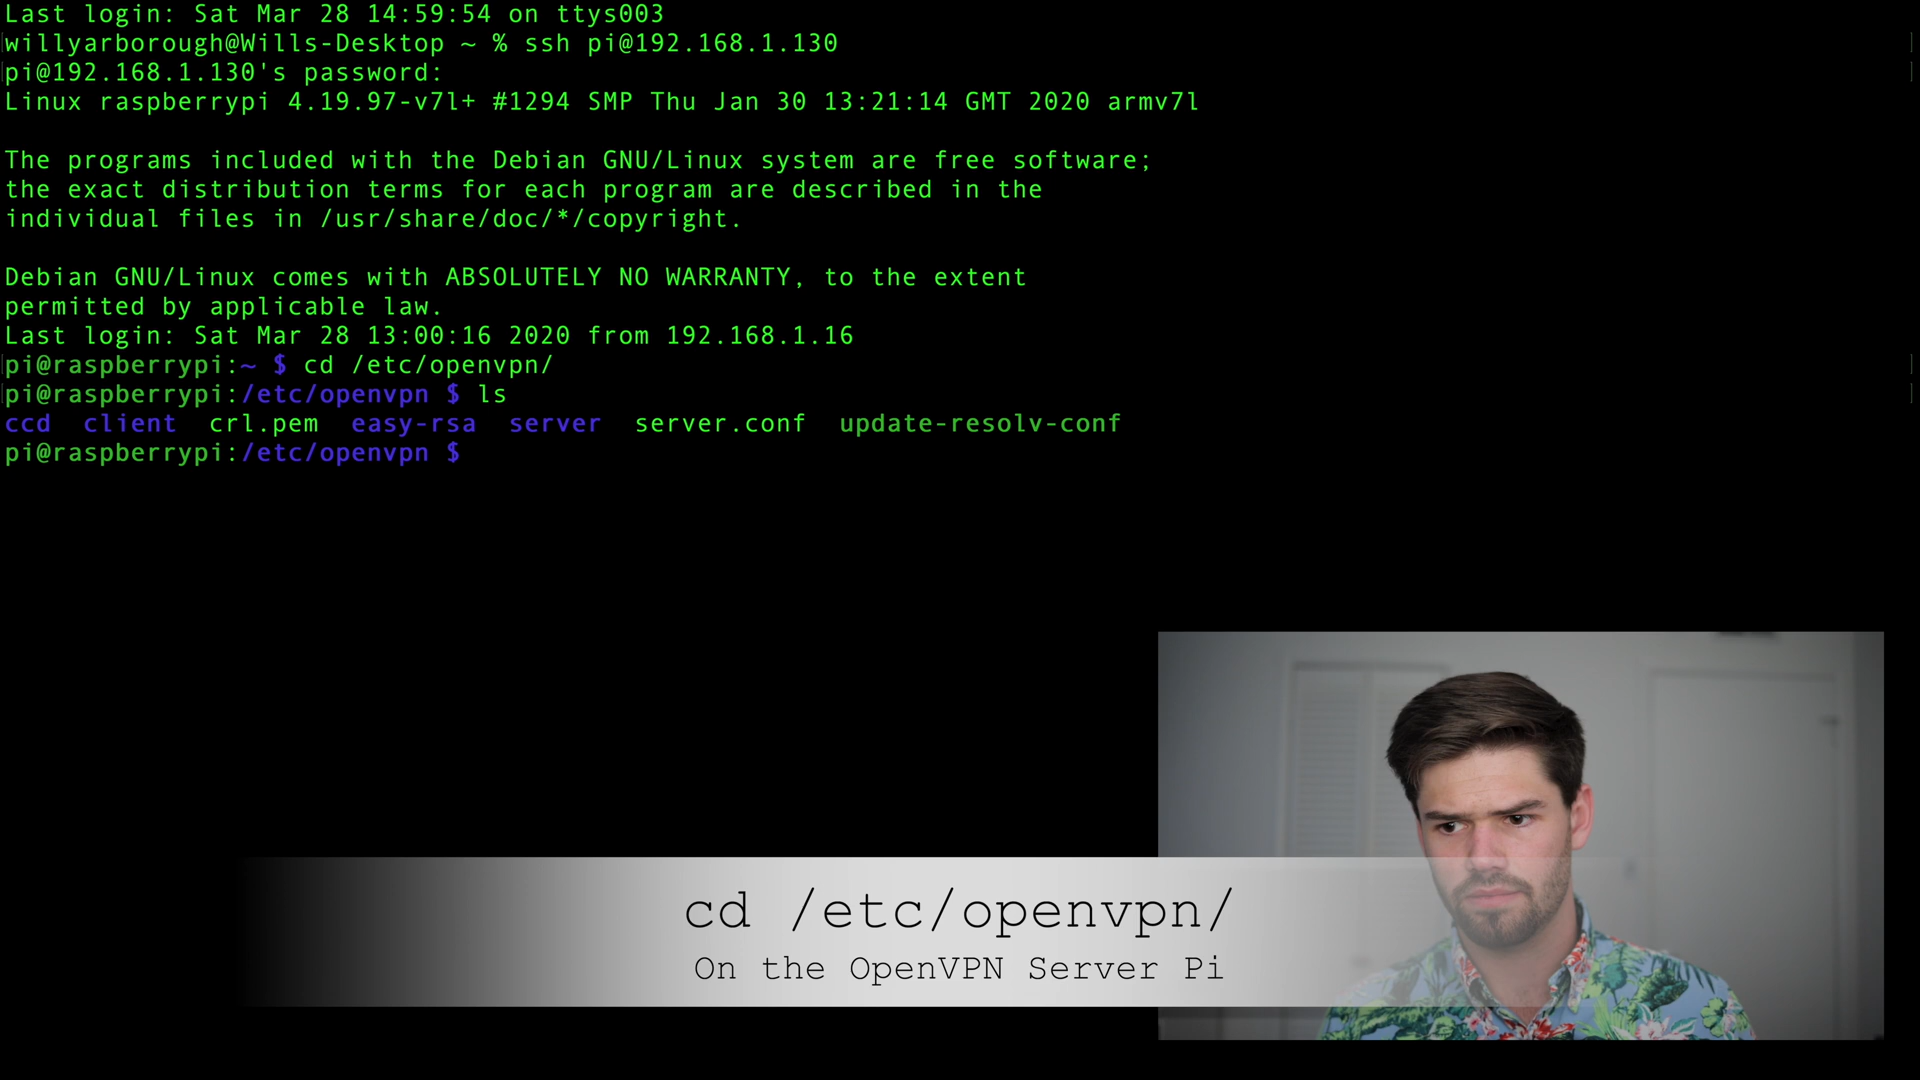 Last login: Sat Mar 28 14:59:54 on ttys003
willyarborough@Wills-Desktop ~ % ssh pi@192.168.1.130
pi@192.168.1.130's password:
Linux raspberrypi 4.19.97-v7l+ #1294 SMP Thu Jan 30 13:21:14 GMT 2020 armv7l
The programs included with the Debian GNU/Linux system are free software;
the exact distribution terms for each program are described in the
individual files in /usr/share/doc/*/copyright.
Debian GNU/Linux comes with ABSOLUTELY NO WARRANTY, to the extent
permitted by applicable law.
Last login: Sat Mar 28 13:00:16 2020 from 192.168.1.16
pi@raspberrypi:~ $ cd /etc/openvpn/
pi@raspberrypi:/etc/openvpn $ ls
ccd client crl.pem easy-rsa server server.conf update-resolv-conf
pi@raspberrypi:/etc/openvpn $
cd /etc/openvpn/
On the OpenVPN Server Pi